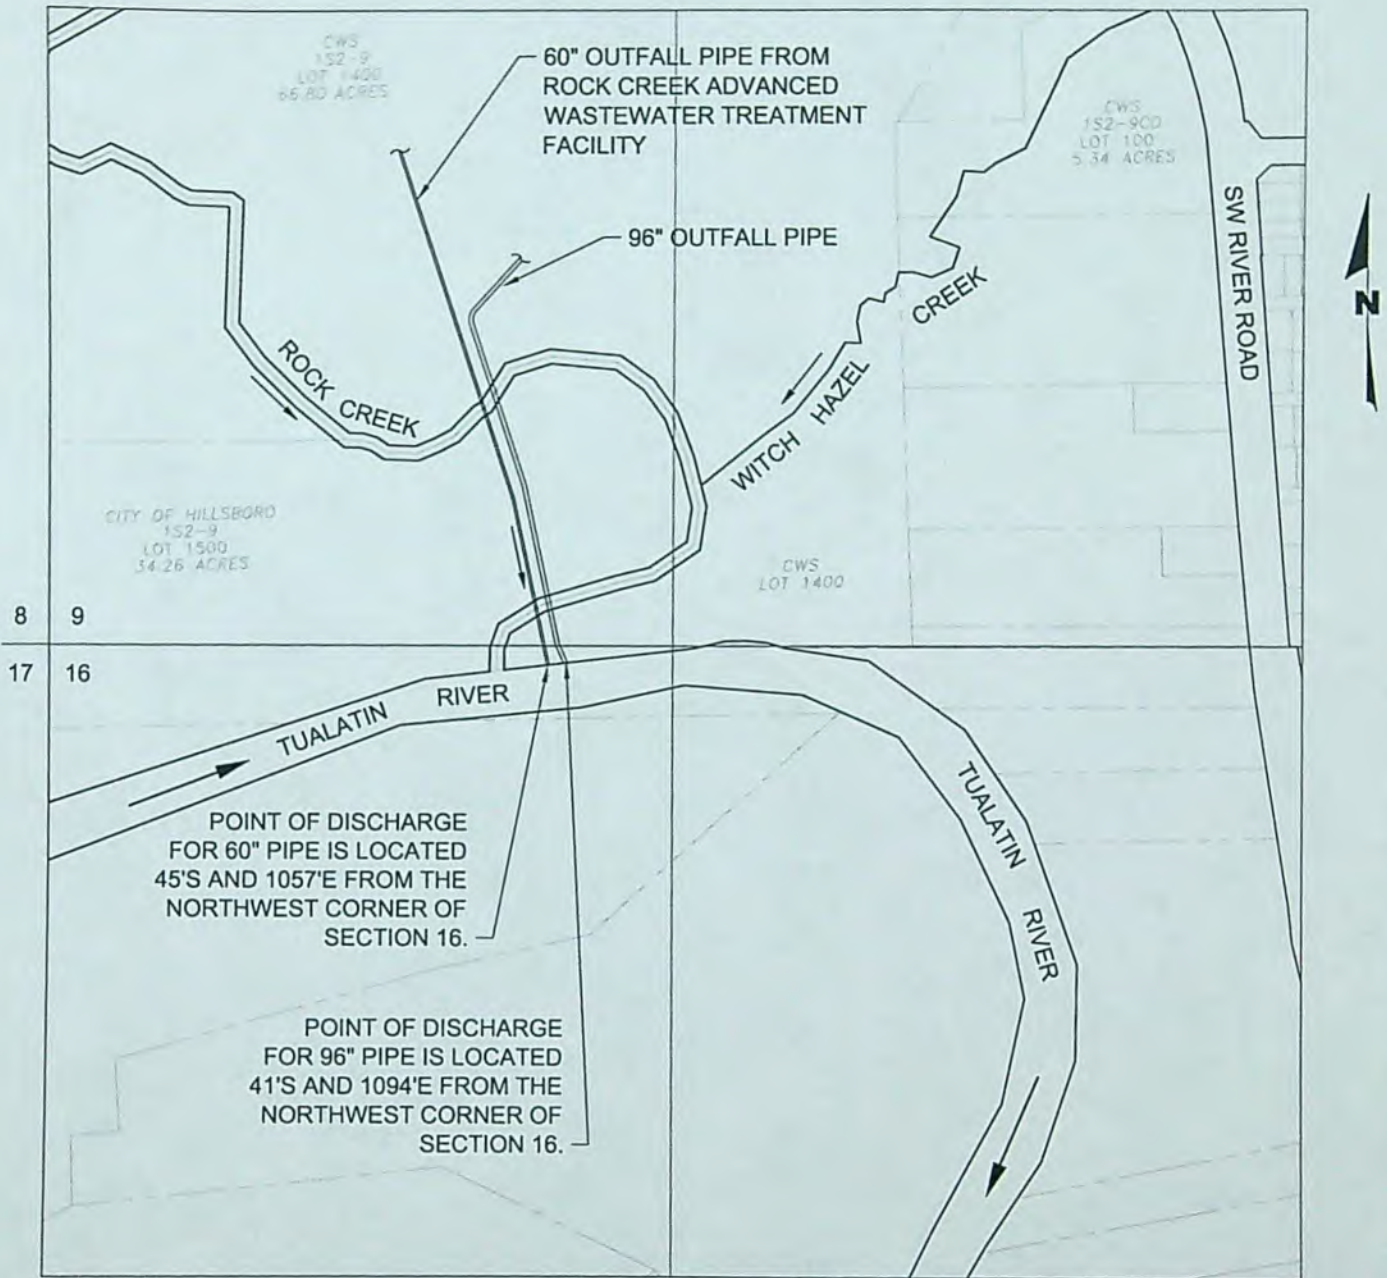 CWS
1S2-9
LOT 1400
66.80 ACRES
60" OUTFALL PIPE FROM
ROCK CREEK ADVANCED
WASTEWATER TREATMENT
FACILITY
96" OUTFALL PIPE
CWS
1S2-9CD
LOT 100
5.34 ACRES
SW RIVER ROAD
N
ROCK CREEK
WITCH HAZEL CREEK
CITY OF HILLSBORO
1S2-9
LOT 1500
34.26 ACRES
CWS
LOT 1400
8 9
17 16
TUALATIN RIVER
TUALATIN RIVER
POINT OF DISCHARGE
FOR 60" PIPE IS LOCATED
45'S AND 1057'E FROM THE
NORTHWEST CORNER OF
SECTION 16.
POINT OF DISCHARGE
FOR 96" PIPE IS LOCATED
41'S AND 1094'E FROM THE
NORTHWEST CORNER OF
SECTION 16.